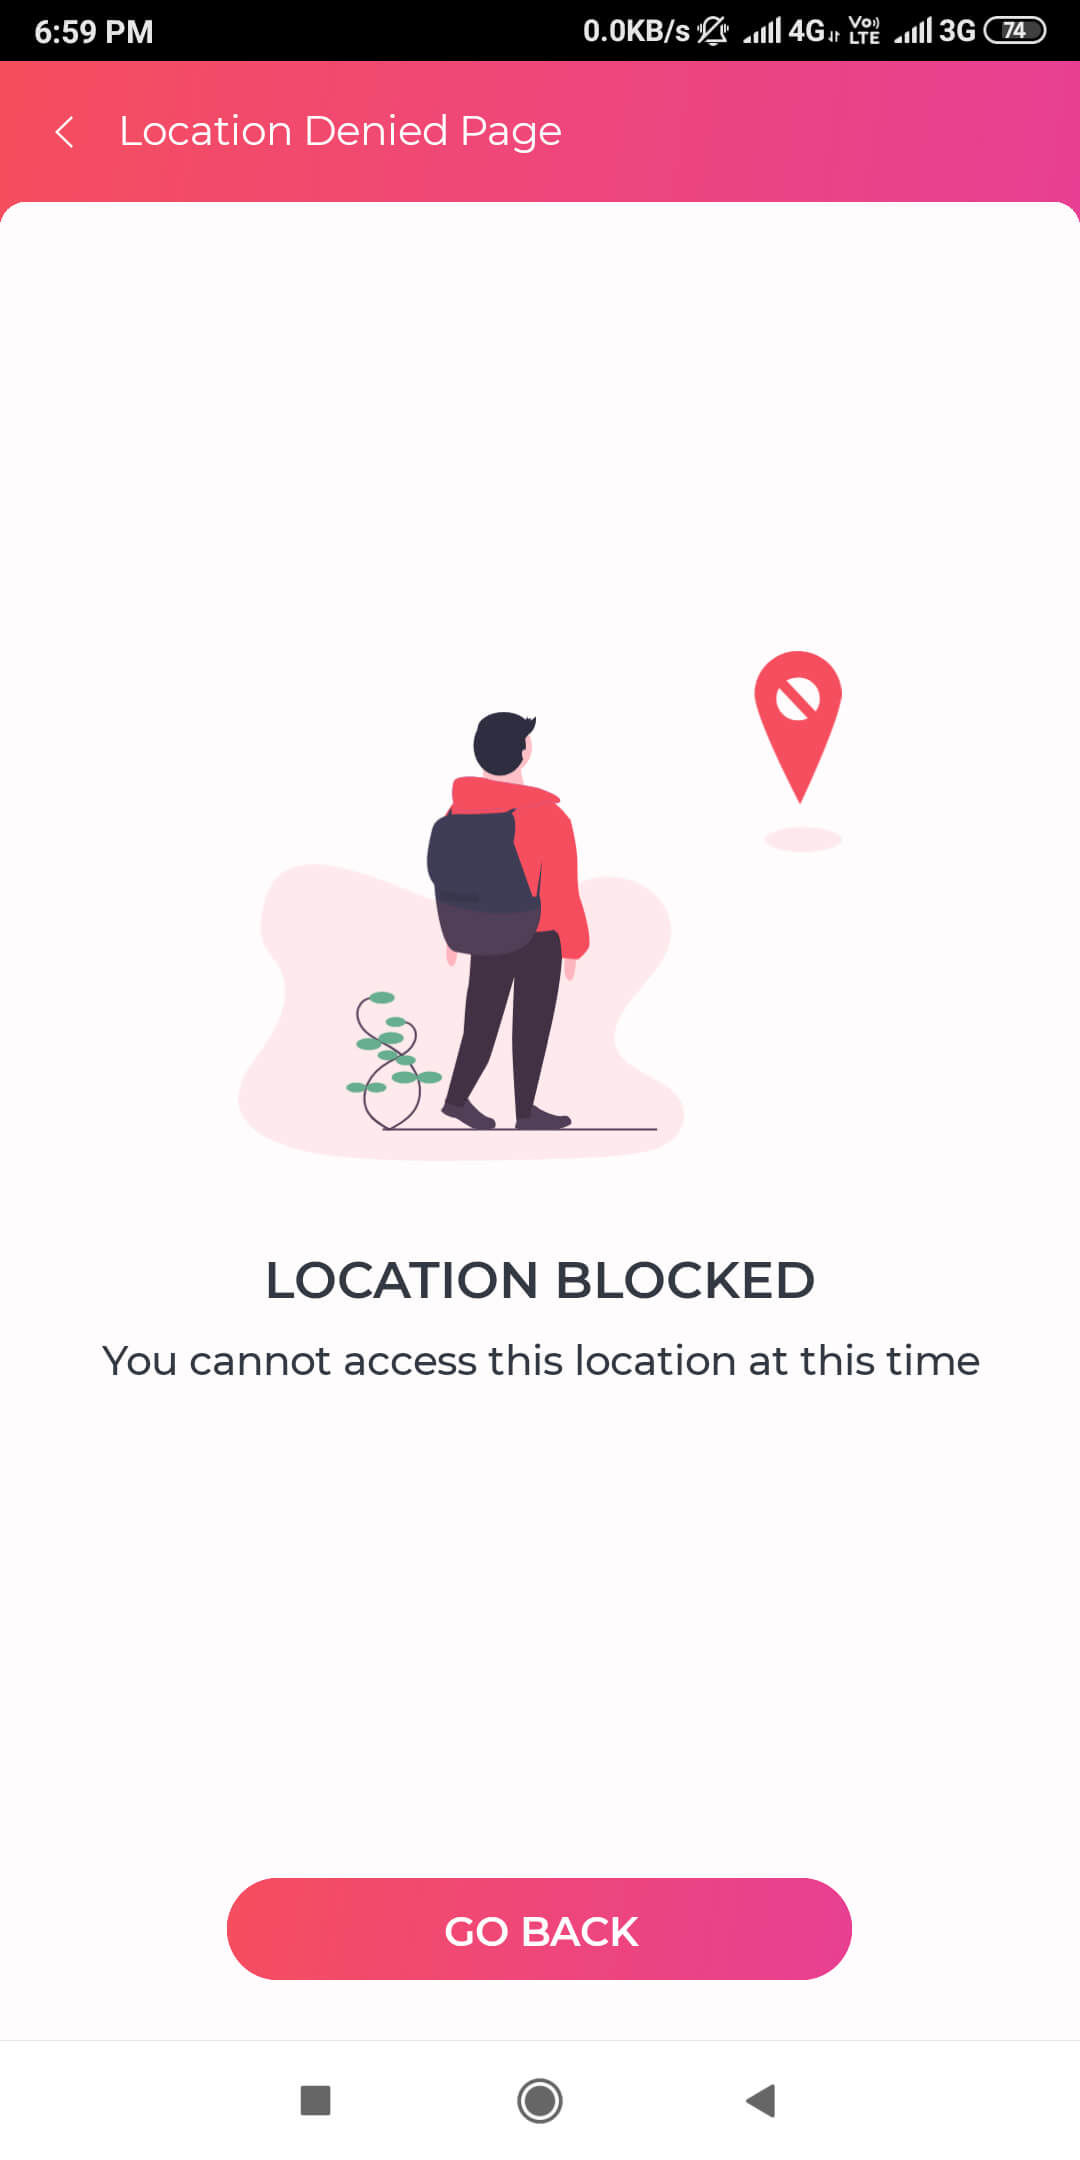 6:59 PM 0.0KB/s 4G Vo LTE 3G 74
Location Denied Page
LOCATION BLOCKED
You cannot access this location at this time
GO BACK